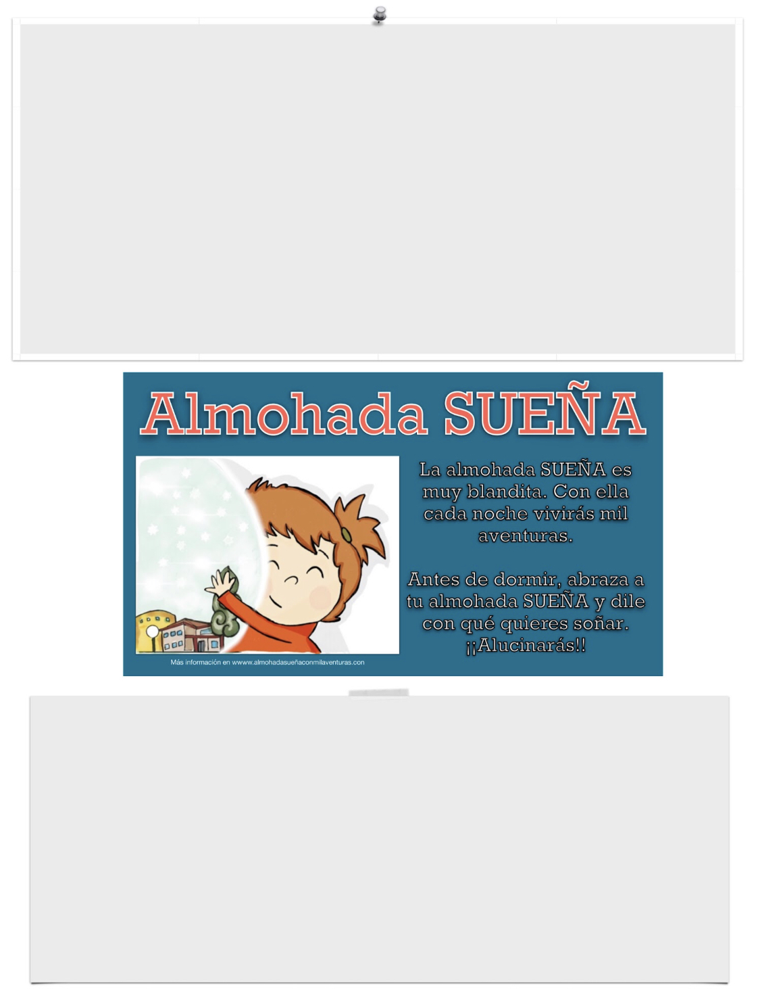 Almohada SUEÑA
La almohada SUEÑA es
muy blandita. Con ella
cada noche vivirás mil
aventuras.
Antes de dormir, abraza a
tu almohada SUEÑA y dile
con qué quieres soñar.
¡¡Alucinarás!!
Más información en wwww.almohadasueñaconmilaventuras.con